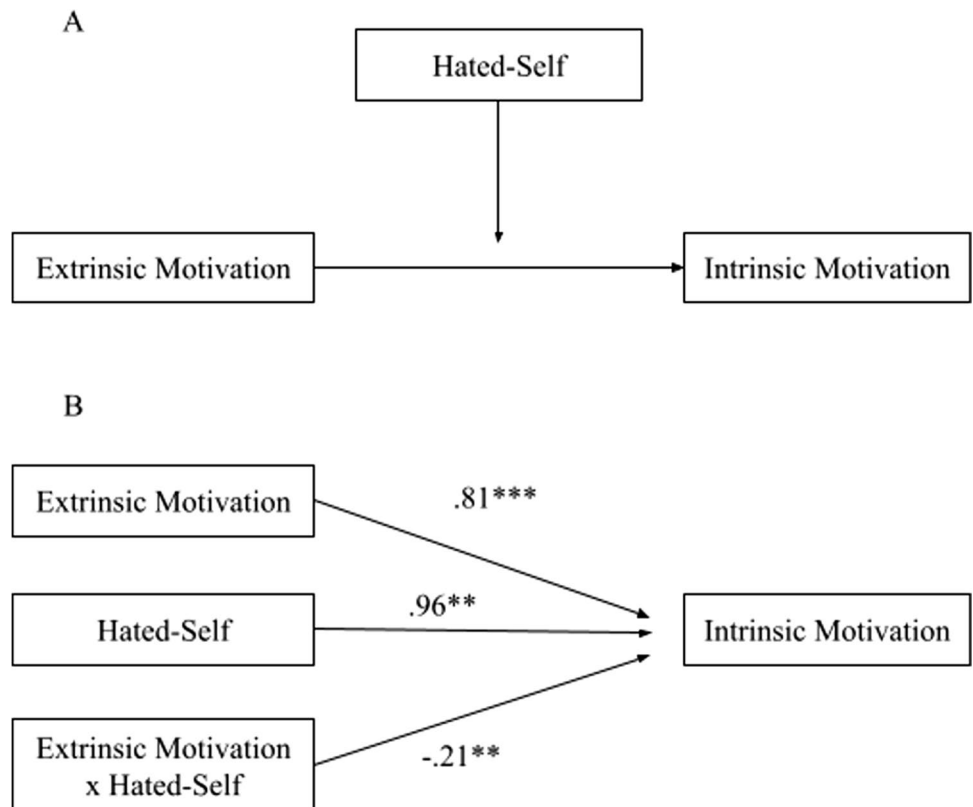 A
Hated-Self
Extrinsic Motivation
Intrinsic Motivation
B
Extrinsic Motivation
.81***
Hated-Self
.96**
Intrinsic Motivation
Extrinsic Motivation
x Hated-Self
-.21**